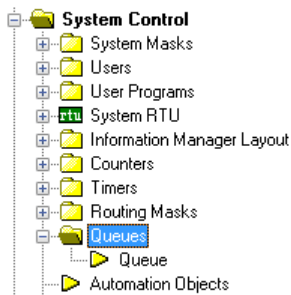 System Control
System Masks
Users
User Programs
rtu System RTU
Information Manager Layout
Counters
Timers
Routing Masks
Queues
Queue
Automation Objects